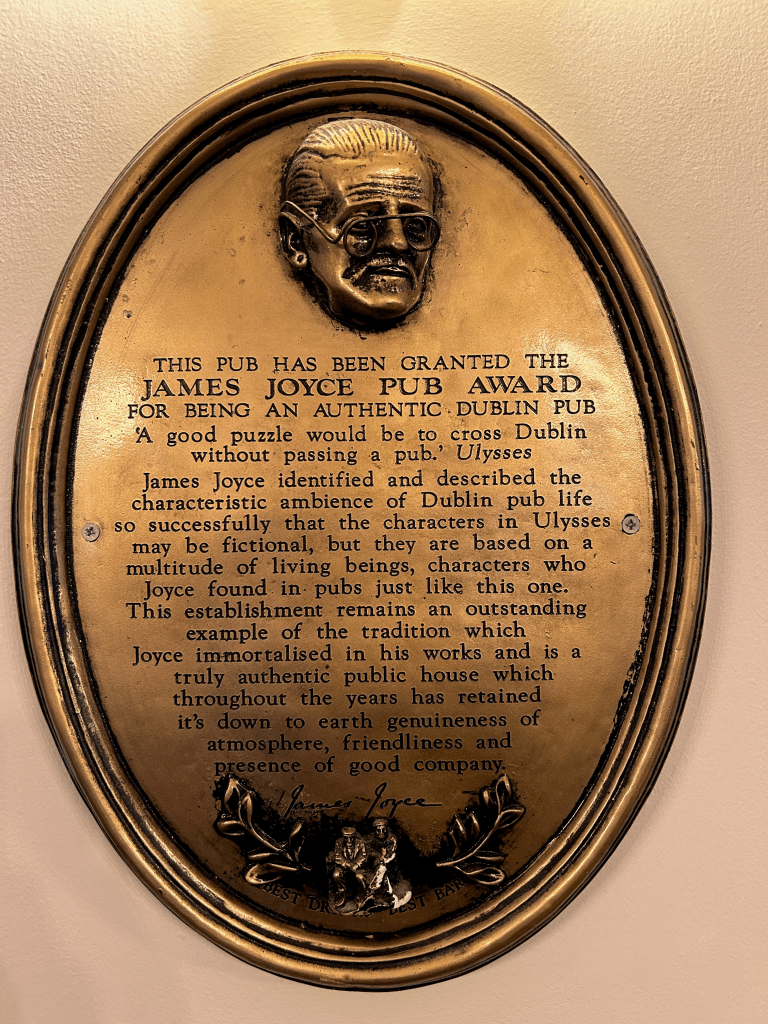 THIS PUB HAS BEEN GRANTED THE
JAMES JOYCE PUB AWARD
FOR BEING AN AUTHENTIC DUBLIN PUB
'A good puzzle would be to cross Dublin
without passing a pub.' Ulysses
James Joyce identified and described the
characteristic ambience of Dublin pub life
so successfully that the characters in Ulysses
may be fictional, but they are based on a
multitude of living beings, characters who
Joyce found in pubs just like this one.
This establishment remains an outstanding
example of the tradition which
Joyce immortalised in his works and is a
truly authentic public house which
throughout the years has retained
it's down to earth genuineness of
atmosphere, friendliness and
presence of good company.
James Joyce
BEST BEST BAR